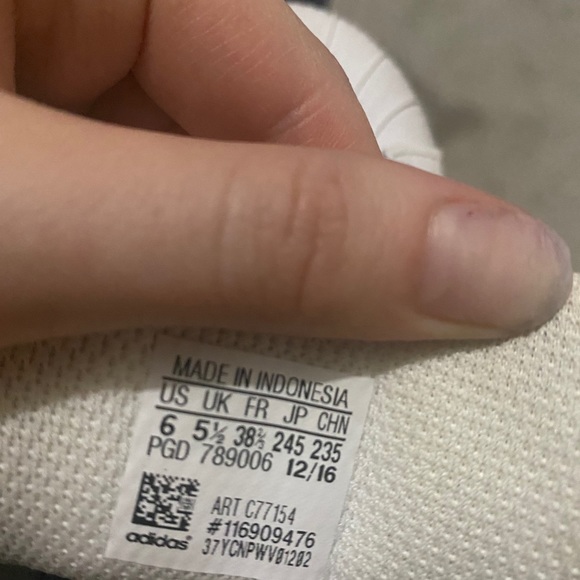 MADE IN INDONESIA
US UK FR JP CHN
6 5½ 38⅔ 245 235
PGD 789006 12/16
ART C77154
#116909476
adidas® 37YCNPWV01202